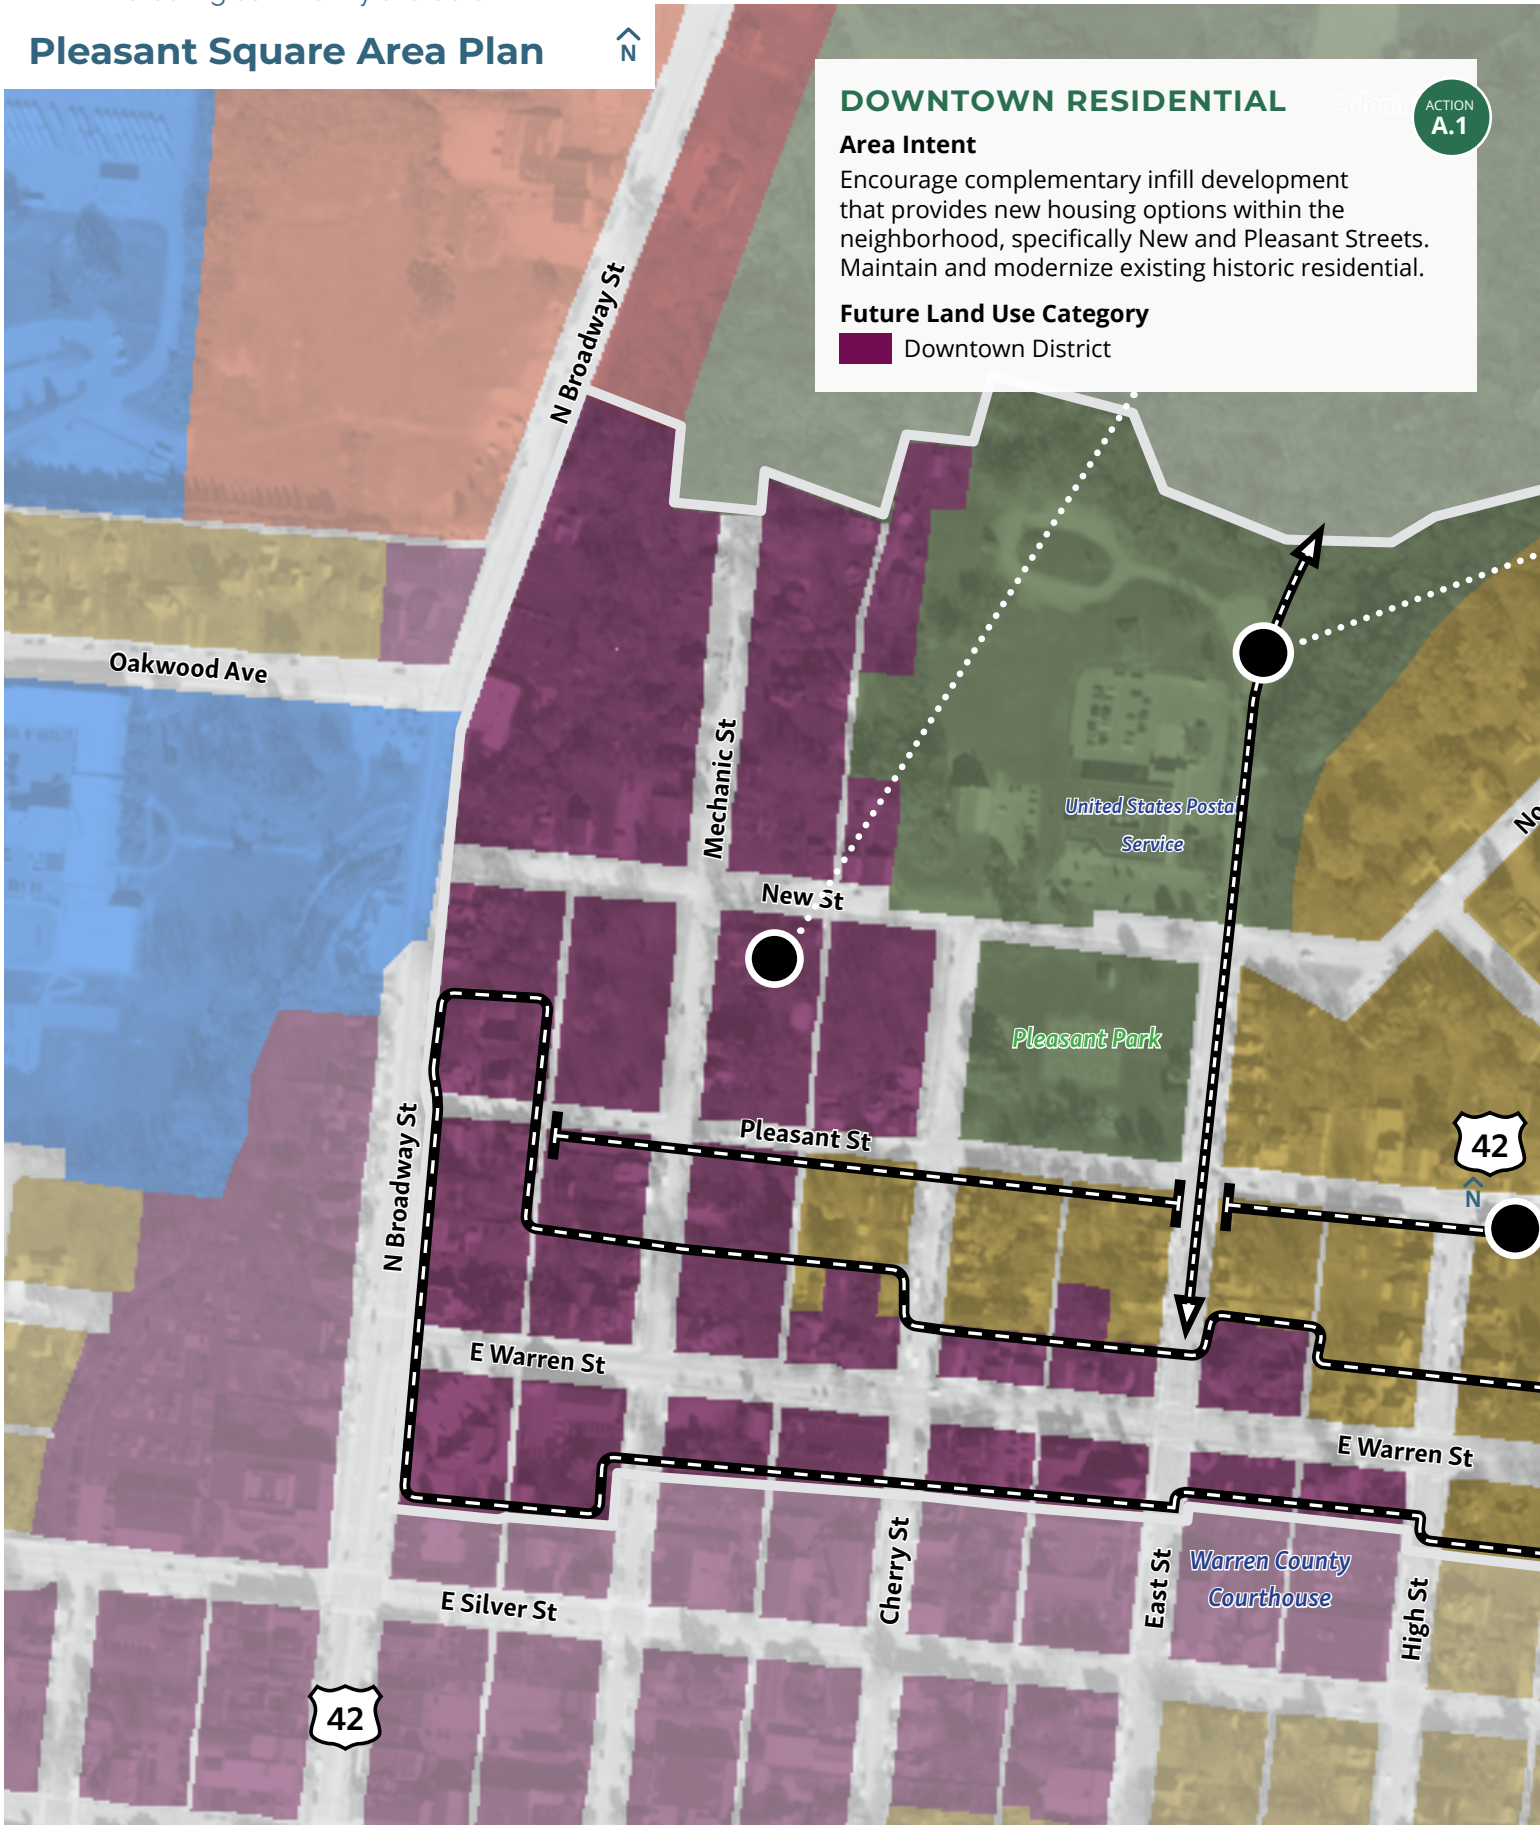 Pleasant Square Area Plan
N
DOWNTOWN RESIDENTIAL
ACTION
A.1
Area Intent
Encourage complementary infill development
that provides new housing options within the
neighborhood, specifically New and Pleasant Streets.
Maintain and modernize existing historic residential.
Future Land Use Category
Downtown District
N Broadway St
Oakwood Ave
Mechanic St
United States Postal
Service
New St
Pleasant Park
Pleasant St
N Broadway St
42
N
E Warren St
E Warren St
Cherry St
East St
Warren County
Courthouse
High St
E Silver St
42